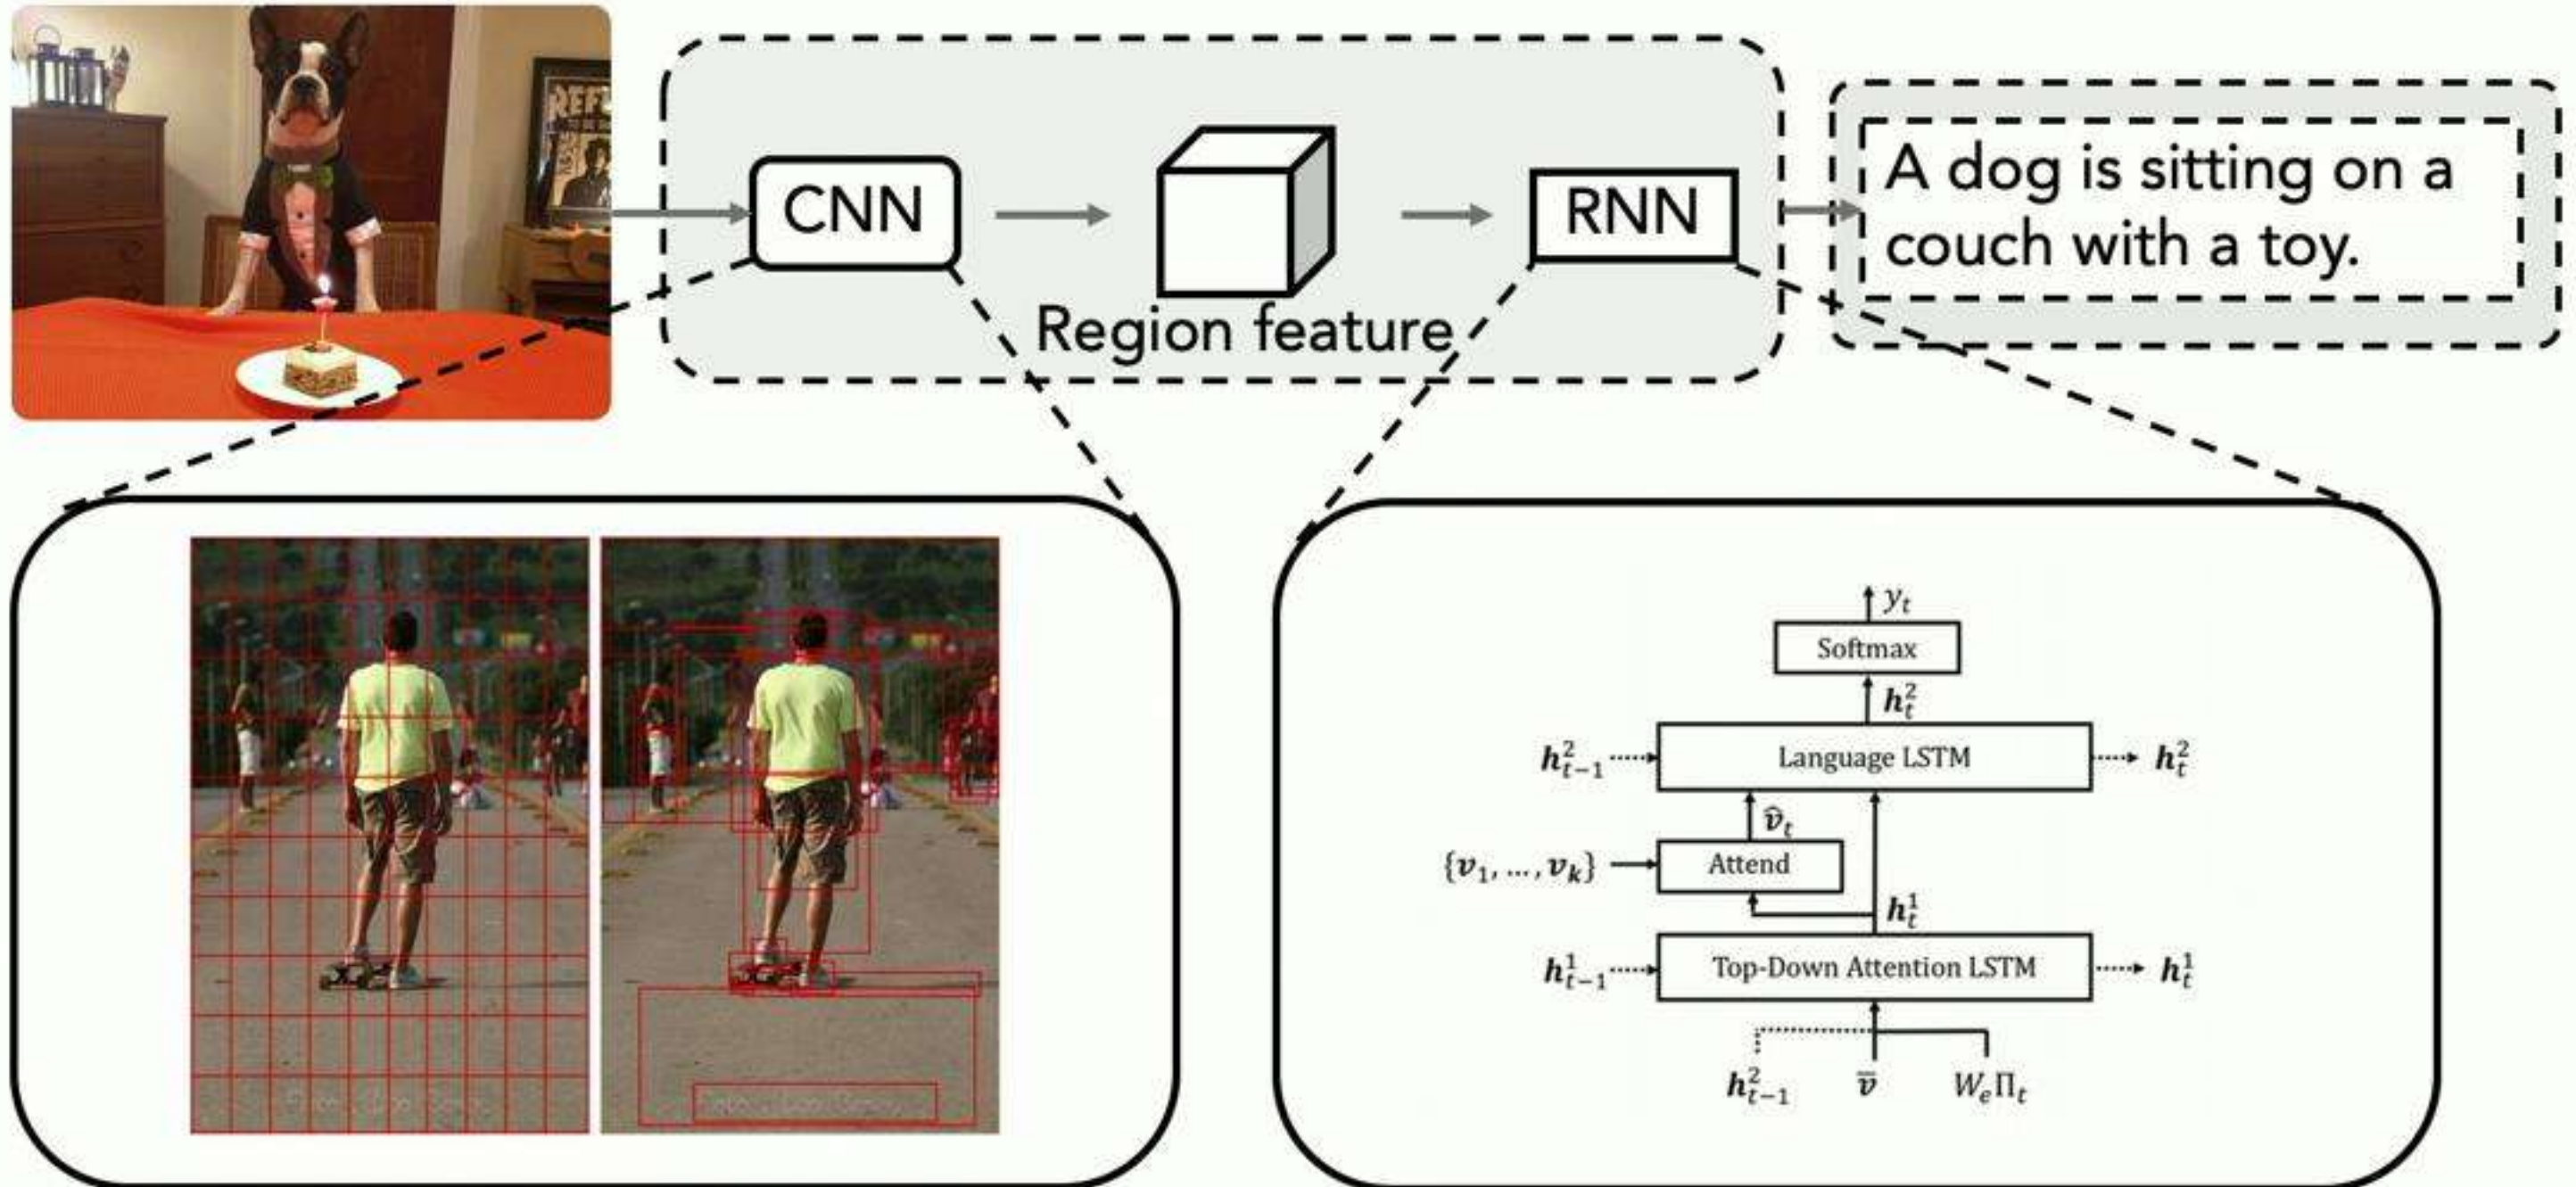 REFU
CNN
Region feature
RNN
A dog is sitting on a
couch with a toy.
y_t
Softmax
h_t^2
h_{t-1}^2
Language LSTM
h_t^2
v̂_t
{v_1, ..., v_k}
Attend
h_t^1
h_{t-1}^1
Top-Down Attention LSTM
h_t^1
h_{t-1}^2
v̄
W_eΠ_t